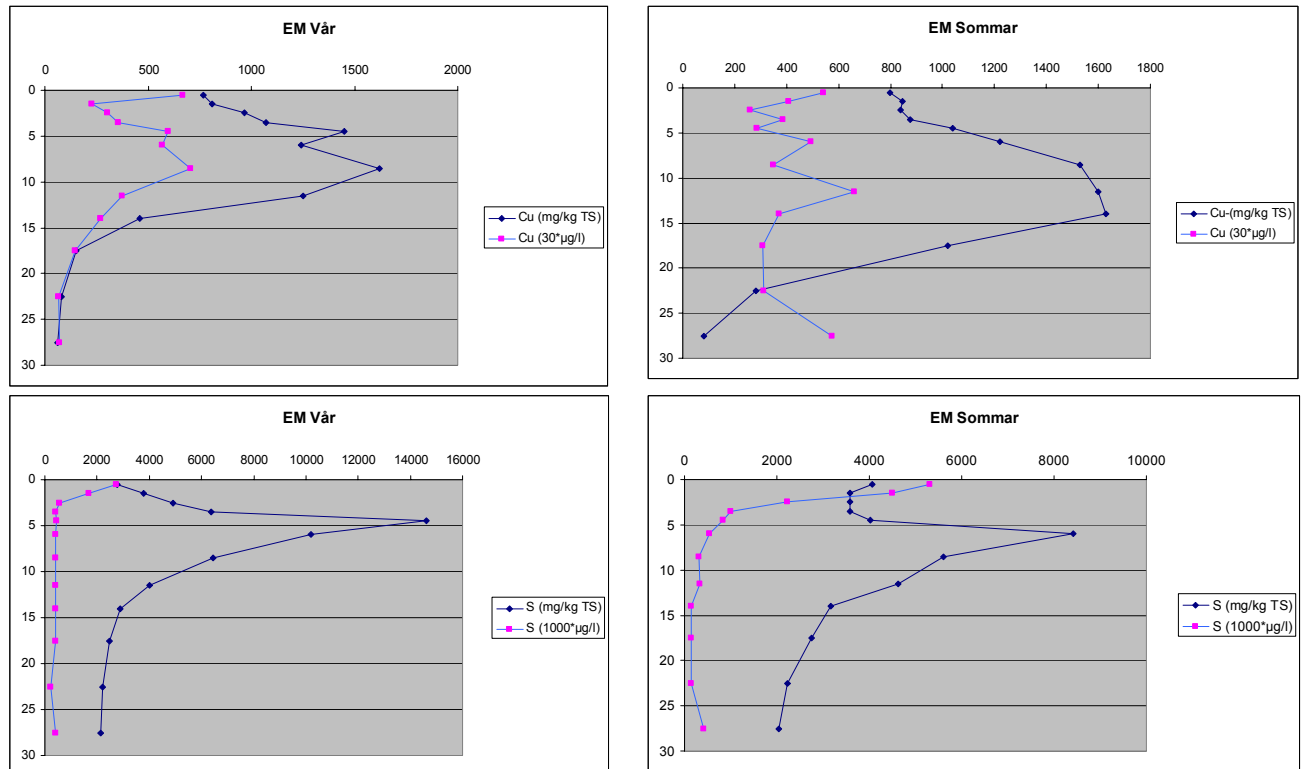 EM Vår
0 500 1000 1500 2000
0
5
10
15
20
25
30
Cu (mg/kg TS)
Cu (30*µg/l)
EM Sommar
0 200 400 600 800 1000 1200 1400 1600 1800
0
5
10
15
20
25
30
Cu-(mg/kg TS)
Cu (30*µg/l)
EM Vår
0 2000 4000 6000 8000 10000 12000 14000 16000
0
5
10
15
20
25
30
S (mg/kg TS)
S (1000*µg/l)
EM Sommar
0 2000 4000 6000 8000 10000
0
5
10
15
20
25
30
S (mg/kg TS)
S (1000*µg/l)